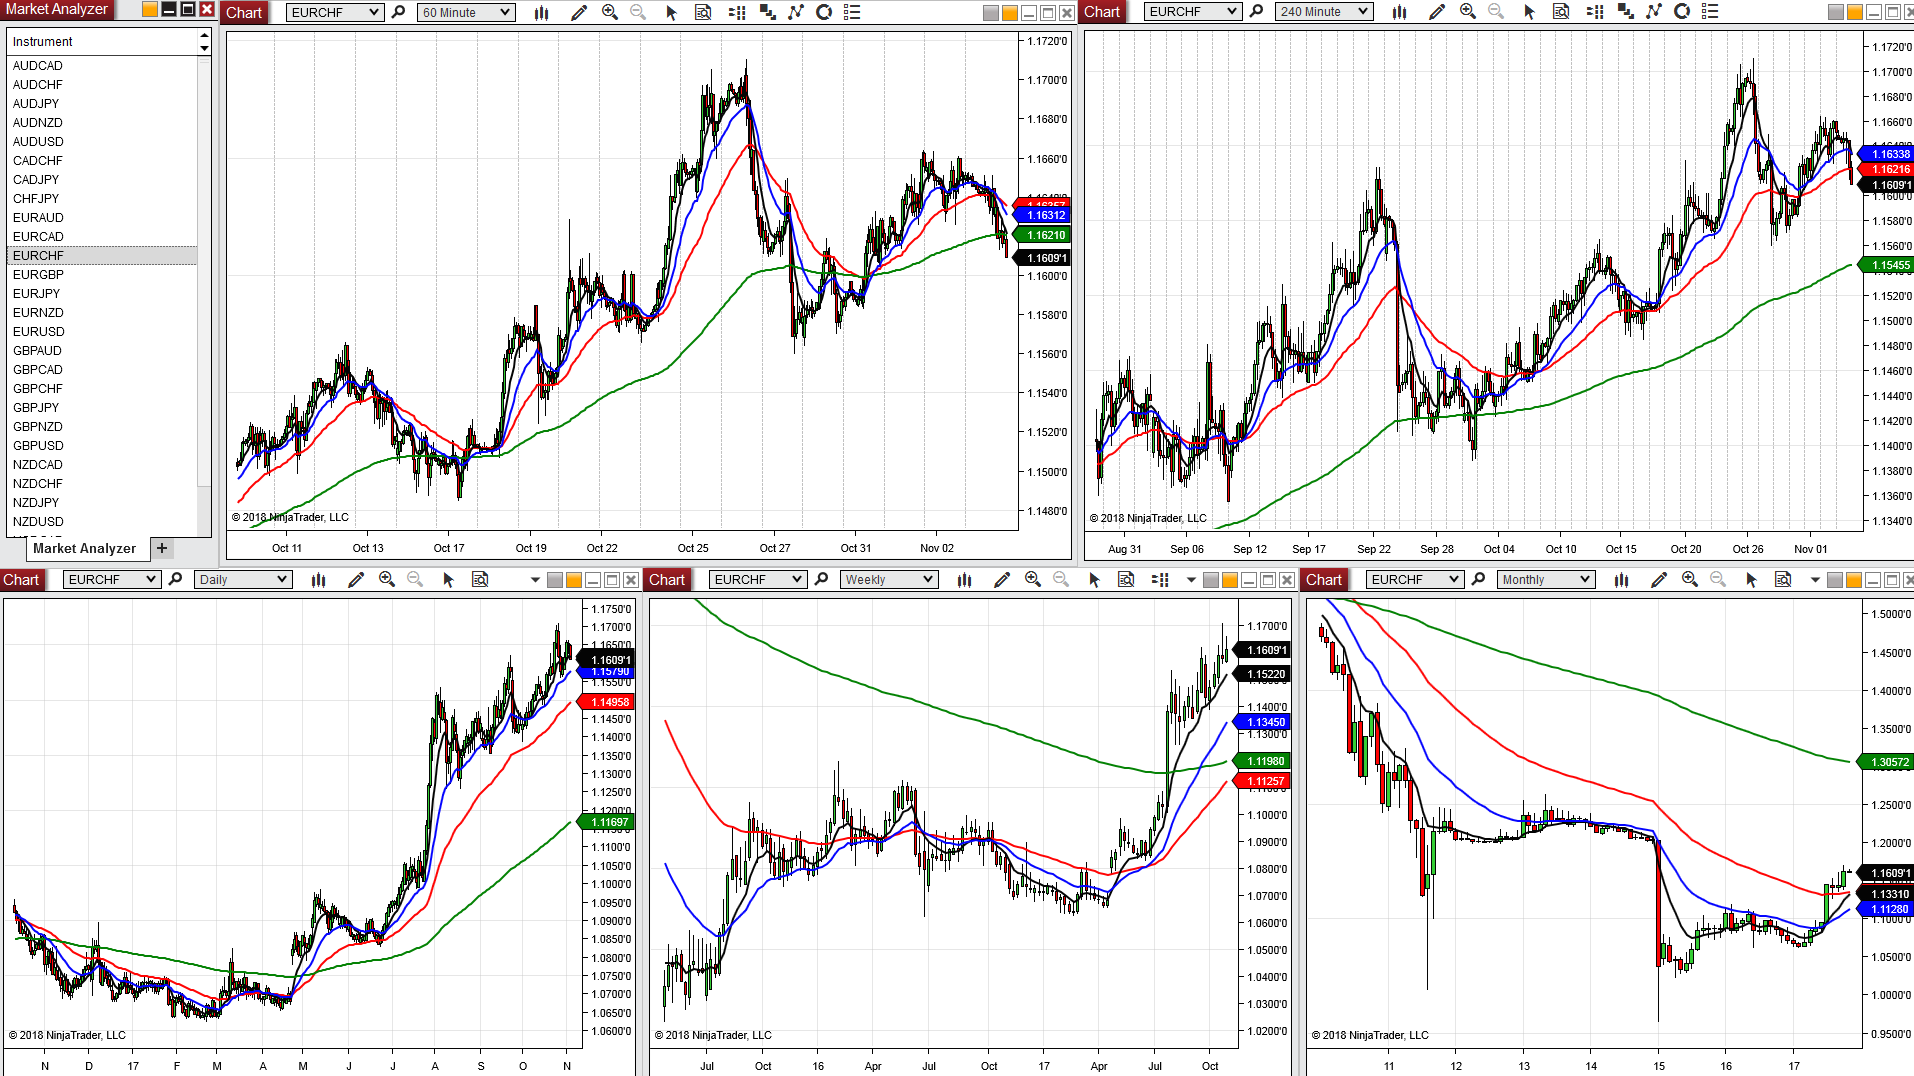 Market Analyzer
Instrument
AUDCAD
AUDCHF
AUDJPY
AUDNZD
AUDUSD
CADCHF
CADJPY
CHFJPY
EURAUD
EURCAD
EURCHF
EURGBP
EURJPY
EURNZD
EURUSD
GBPAUD
GBPCAD
GBPCHF
GBPJPY
GBPNZD
GBPUSD
NZDCAD
NZDCHF
NZDJPY
NZDUSD
Market Analyzer +
Chart EURCHF 60 Minute
1.1720'0
1.1700'0
1.1680'0
1.1660'0
1.16312
1.16210
1.1609'1
1.1600'0
1.1580'0
1.1560'0
1.1540'0
1.1520'0
1.1500'0
1.1480'0
© 2018 NinjaTrader, LLC
Oct 11 Oct 13 Oct 17 Oct 19 Oct 22 Oct 25 Oct 27 Oct 31 Nov 02
Chart EURCHF 240 Minute
1.1720'0
1.1700'0
1.1680'0
1.1660'0
1.16338
1.16216
1.1609'1
1.1580'0
1.1560'0
1.15455
1.1520'0
1.1500'0
1.1480'0
1.1460'0
1.1440'0
1.1420'0
1.1400'0
1.1380'0
1.1360'0
1.1340'0
© 2018 NinjaTrader, LLC
Aug 31 Sep 06 Sep 12 Sep 17 Sep 22 Sep 28 Oct 04 Oct 10 Oct 15 Oct 20 Oct 26 Nov 01
Chart EURCHF Daily
1.1750'0
1.1700'0
1.1650'0
1.1609'1
1.15790
1.1550'0
1.14958
1.1450'0
1.1400'0
1.1350'0
1.1300'0
1.1250'0
1.1200'0
1.11697
1.1100'0
1.1050'0
1.1000'0
1.0950'0
1.0900'0
1.0850'0
1.0800'0
1.0750'0
1.0700'0
1.0650'0
1.0600'0
© 2018 NinjaTrader, LLC
N D 17 F M A M J J A S O N
Chart EURCHF Weekly
1.1700'0
1.1609'1
1.15220
1.1400'0
1.13450
1.1300'0
1.11980
1.11257
1.1000'0
1.0900'0
1.0800'0
1.0700'0
1.0600'0
1.0500'0
1.0400'0
1.0300'0
1.0200'0
© 2018 NinjaTrader, LLC
Jul Oct 16 Apr Jul Oct 17 Apr Jul Oct
Chart EURCHF Monthly
1.5000'0
1.4500'0
1.4000'0
1.3500'0
1.30572
1.2500'0
1.2000'0
1.1609'1
1.13310
1.11280
1.1000'0
1.0500'0
1.0000'0
0.9500'0
© 2018 NinjaTrader, LLC
11 12 13 14 15 16 17